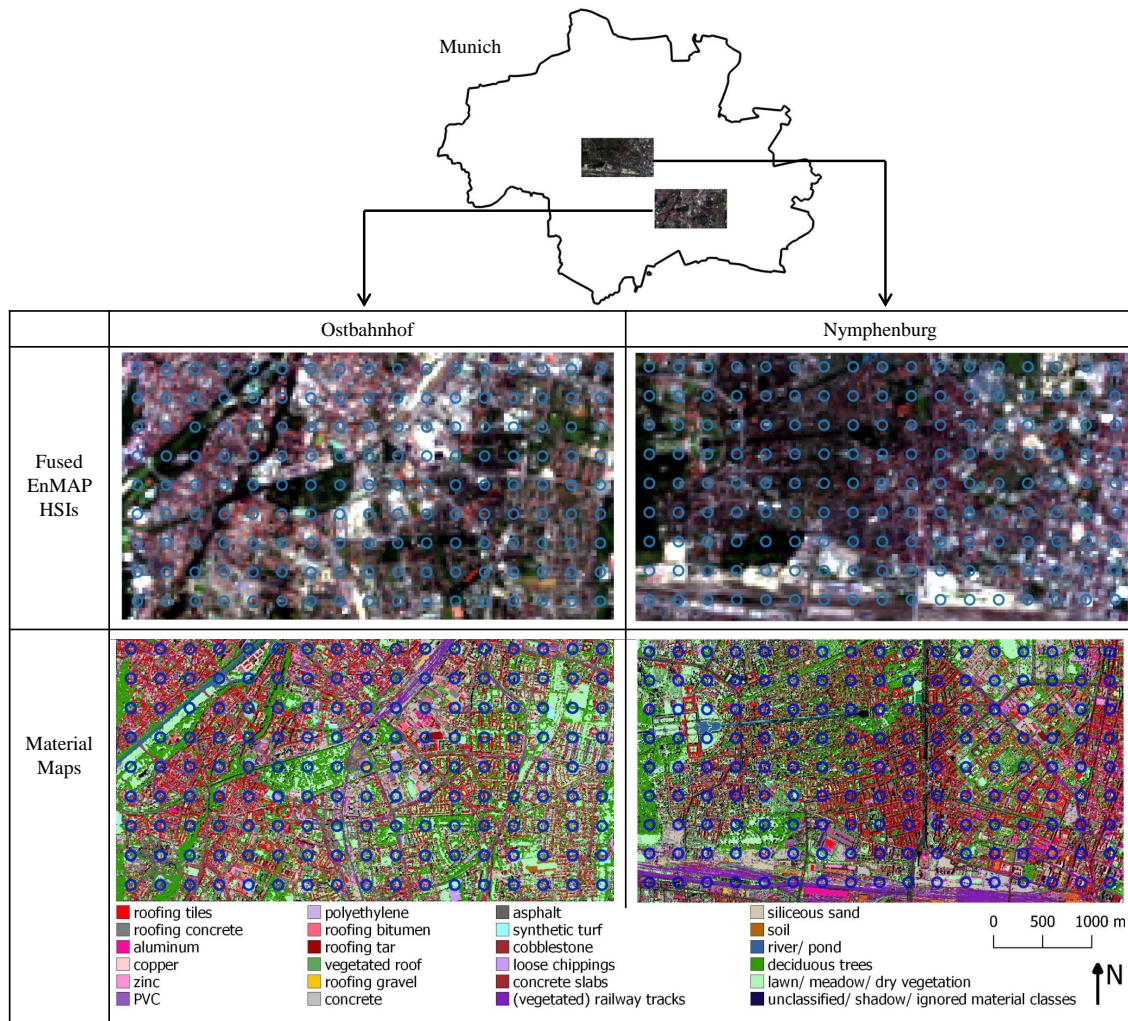 Munich
Ostbahnhof
Nymphenburg
Fused
EnMAP
HSIs
Material
Maps
roofing tiles
roofing concrete
aluminum
copper
zinc
PVC
polyethylene
roofing bitumen
roofing tar
vegetated roof
roofing gravel
concrete
asphalt
synthetic turf
cobblestone
loose chippings
concrete slabs
(vegetated) railway tracks
siliceous sand
soil
river/ pond
deciduous trees
lawn/ meadow/ dry vegetation
unclassified/ shadow/ ignored material classes
0 500 1000 m
N